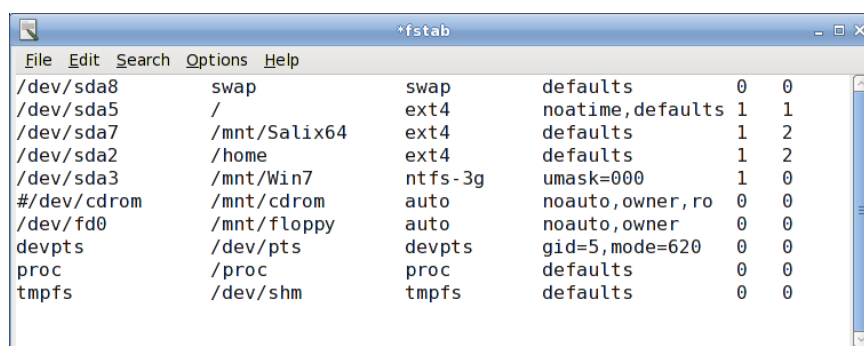 *fstab
File Edit Search Options Help
/dev/sda8 swap swap defaults 0 0
/dev/sda5 / ext4 noatime,defaults 1 1
/dev/sda7 /mnt/Salix64 ext4 defaults 1 2
/dev/sda2 /home ext4 defaults 1 2
/dev/sda3 /mnt/Win7 ntfs-3g umask=000 1 0
#/dev/cdrom /mnt/cdrom auto noauto,owner,ro 0 0
/dev/fd0 /mnt/floppy auto noauto,owner 0 0
devpts /dev/pts devpts gid=5,mode=620 0 0
proc /proc proc defaults 0 0
tmpfs /dev/shm tmpfs defaults 0 0